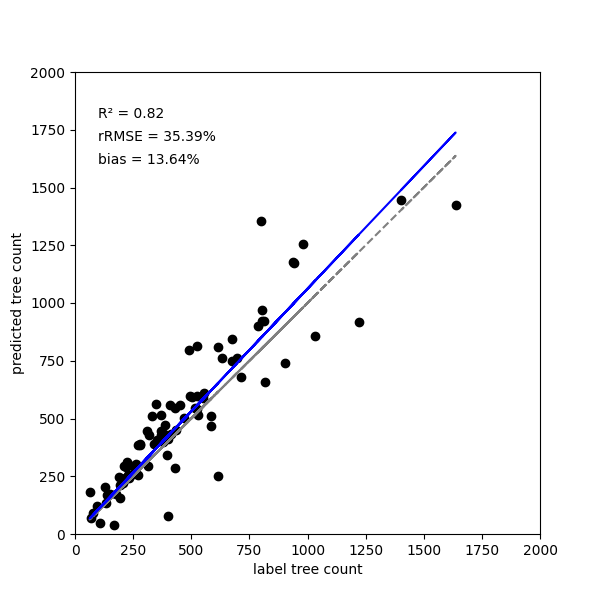 R² = 0.82
rRMSE = 35.39%
bias = 13.64%
2000
1750
1500
1250
1000
750
500
250
0
predicted tree count
0 250 500 750 1000 1250 1500 1750 2000
label tree count